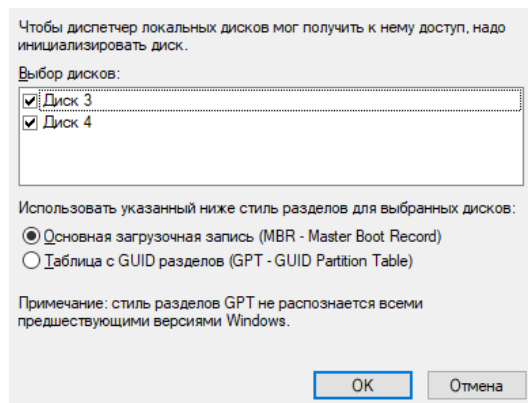 Чтобы диспетчер локальных дисков мог получить к нему доступ, надо
инициализировать диск.
Выбор дисков:
Диск 3
Диск 4
Использовать указанный ниже стиль разделов для выбранных дисков:
Основная загрузочная запись (MBR - Master Boot Record)
Таблица с GUID разделов (GPT - GUID Partition Table)
Примечание: стиль разделов GPT не распознается всеми
предшествующими версиями Windows.
OK Отмена